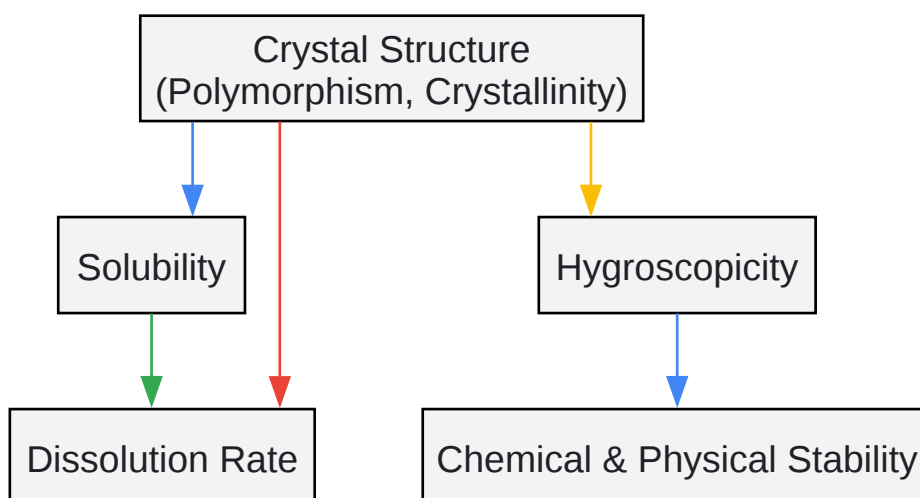 Crystal Structure
(Polymorphism, Crystallinity)
Solubility
Hygroscopicity
Dissolution Rate
Chemical & Physical Stability